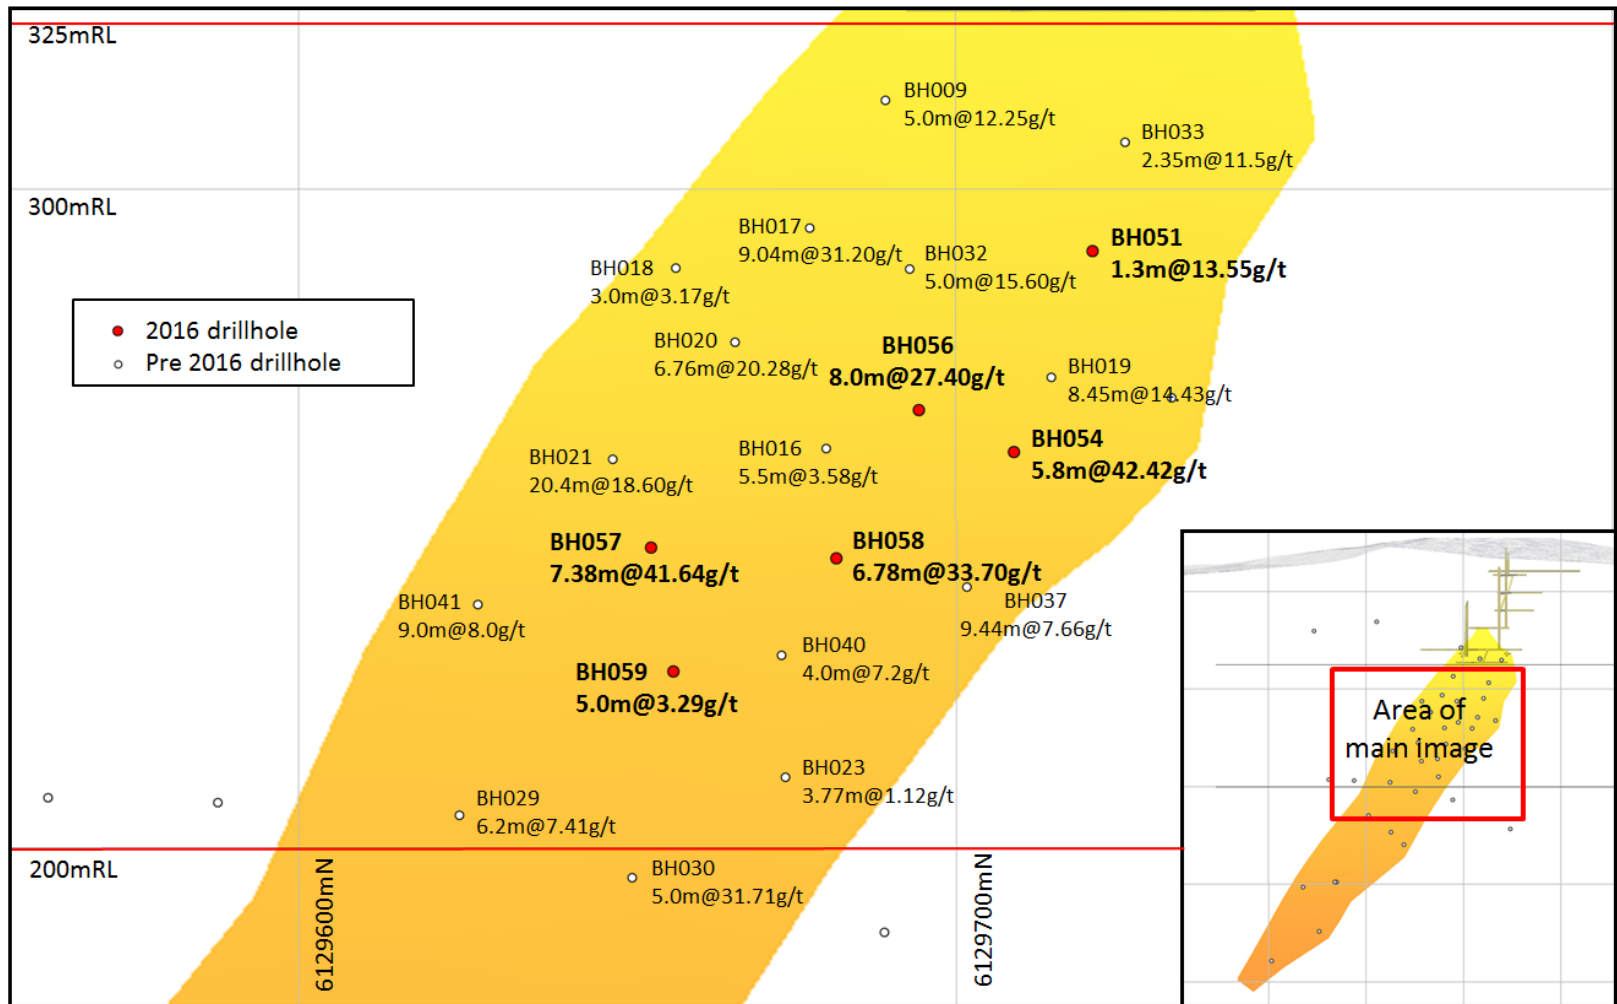 325mRL
BH009
5.0m@12.25g/t
BH033
2.35m@11.5g/t
300mRL
BH017
9.04m@31.20g/t
BH032
5.0m@15.60g/t
BH051
1.3m@13.55g/t
BH018
3.0m@3.17g/t
2016 drillhole
Pre 2016 drillhole
BH020
6.76m@20.28g/t
BH056
8.0m@27.40g/t
BH019
8.45m@14.43g/t
BH054
5.8m@42.42g/t
BH016
5.5m@3.58g/t
BH021
20.4m@18.60g/t
BH057
7.38m@41.64g/t
BH058
6.78m@33.70g/t
BH041
9.0m@8.0g/t
BH037
9.44m@7.66g/t
BH040
4.0m@7.2g/t
BH059
5.0m@3.29g/t
BH023
3.77m@1.12g/t
BH029
6.2m@7.41g/t
200mRL
BH030
5.0m@31.71g/t
6129600mN
6129700mN
Area of
main image